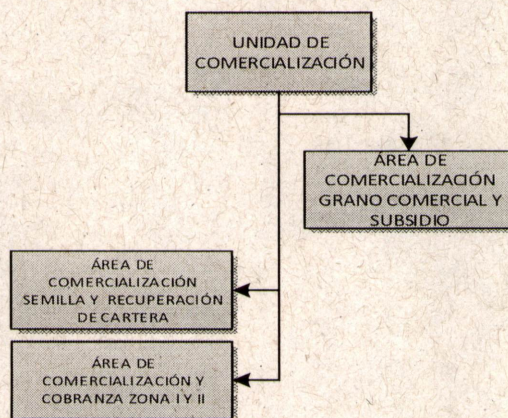 UNIDAD DE
COMERCIALIZACIÓN
ÁREA DE
COMERCIALIZACIÓN
GRANO COMERCIAL Y
SUBSIDIO
ÁREA DE
COMERCIALIZACIÓN
SEMILLA Y RECUPERACIÓN
DE CARTERA
ÁREA DE
COMERCIALIZACIÓN Y
COBRANZA ZONA I Y II